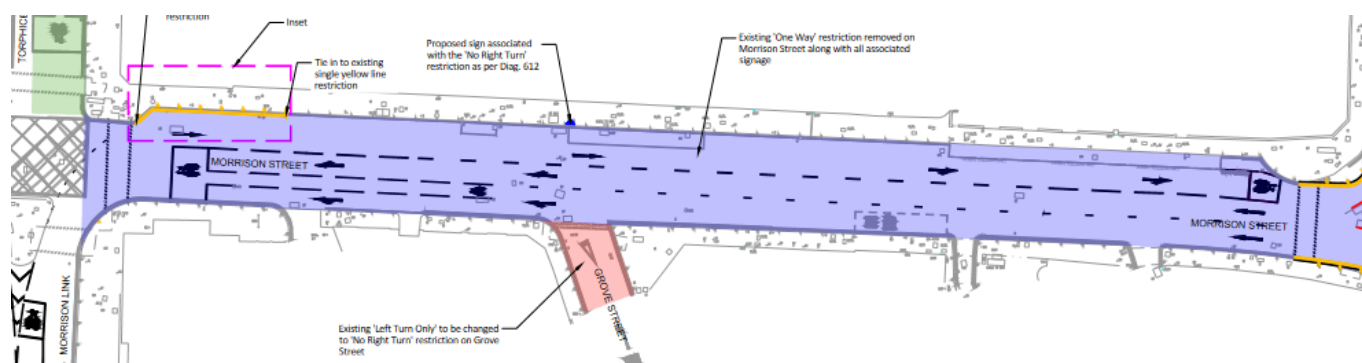 restriction
Inset
TORPHICH
Tie in to existing
single yellow line
restriction
Proposed sign associated
with the 'No Right Turn'
restriction as per Diag. 612
Existing 'One Way' restriction removed on
Morrison Street along with all associated
signage
MORRISON STREET
MORRISON STREET
MORRISON LINK
GROVE STREET
Existing 'Left Turn Only' to be changed
to 'No Right Turn' restriction on Grove
Street